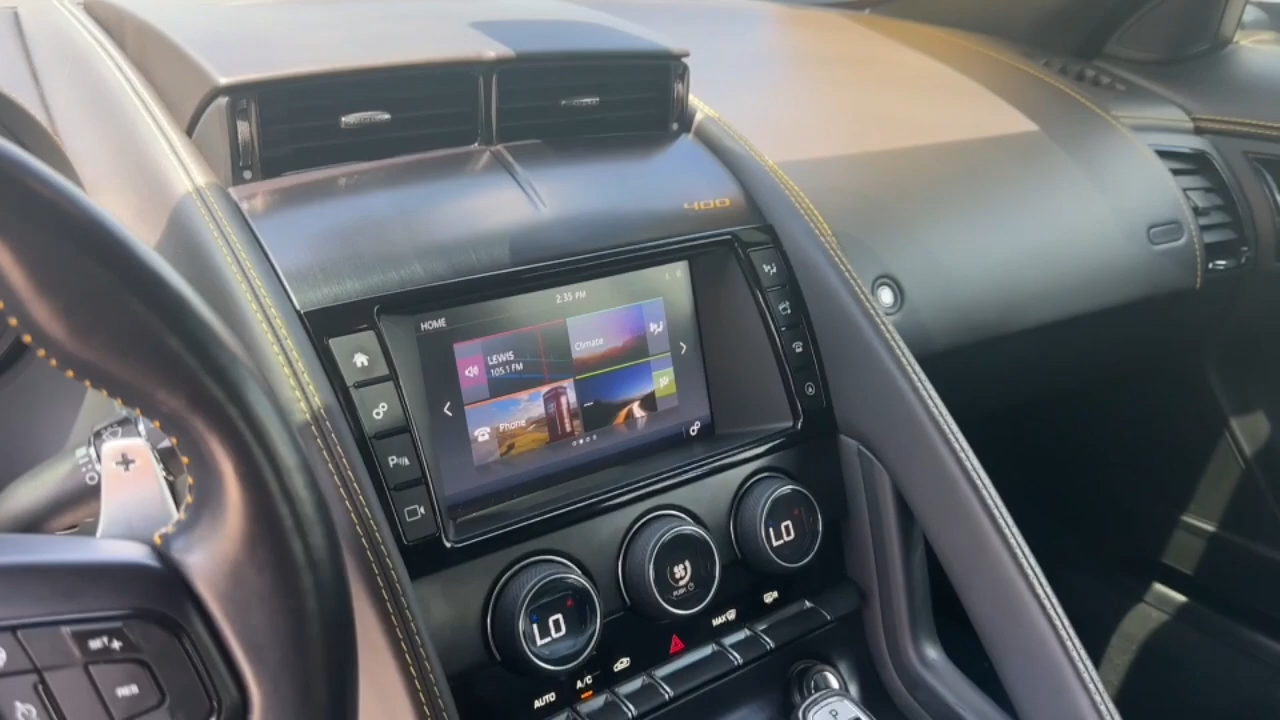 400
2:35 PM
HOME
LEWIS
105.1 FM
Climate
Phone
P
+
LO
PUSH
LO
MAX
A/C
AUTO
P